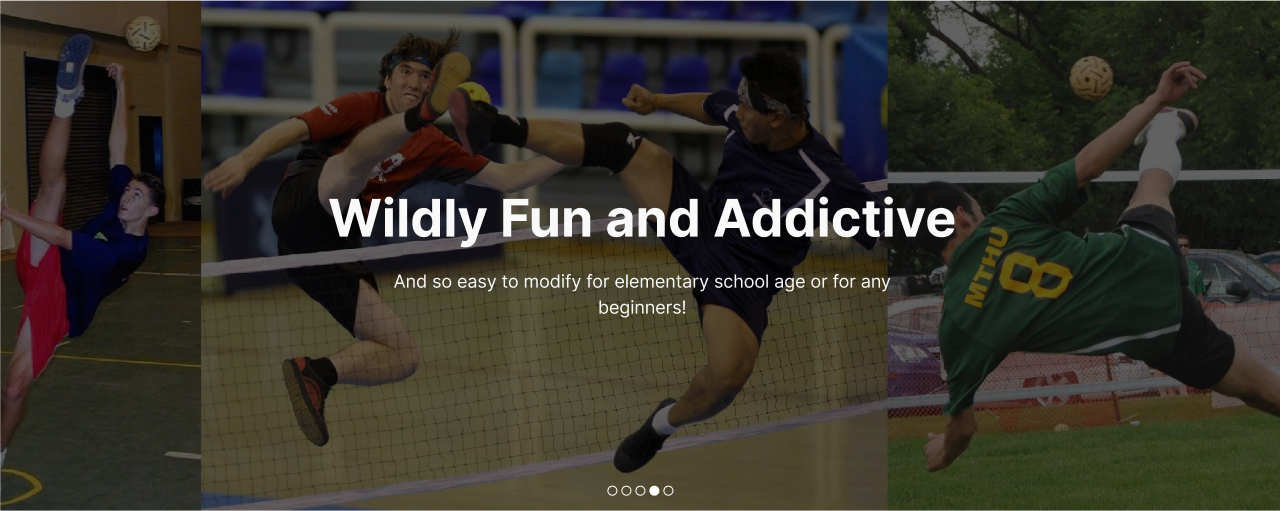 Wildly Fun and Addictive
And so easy to modify for elementary school age or for any
beginners!
MTHU
8